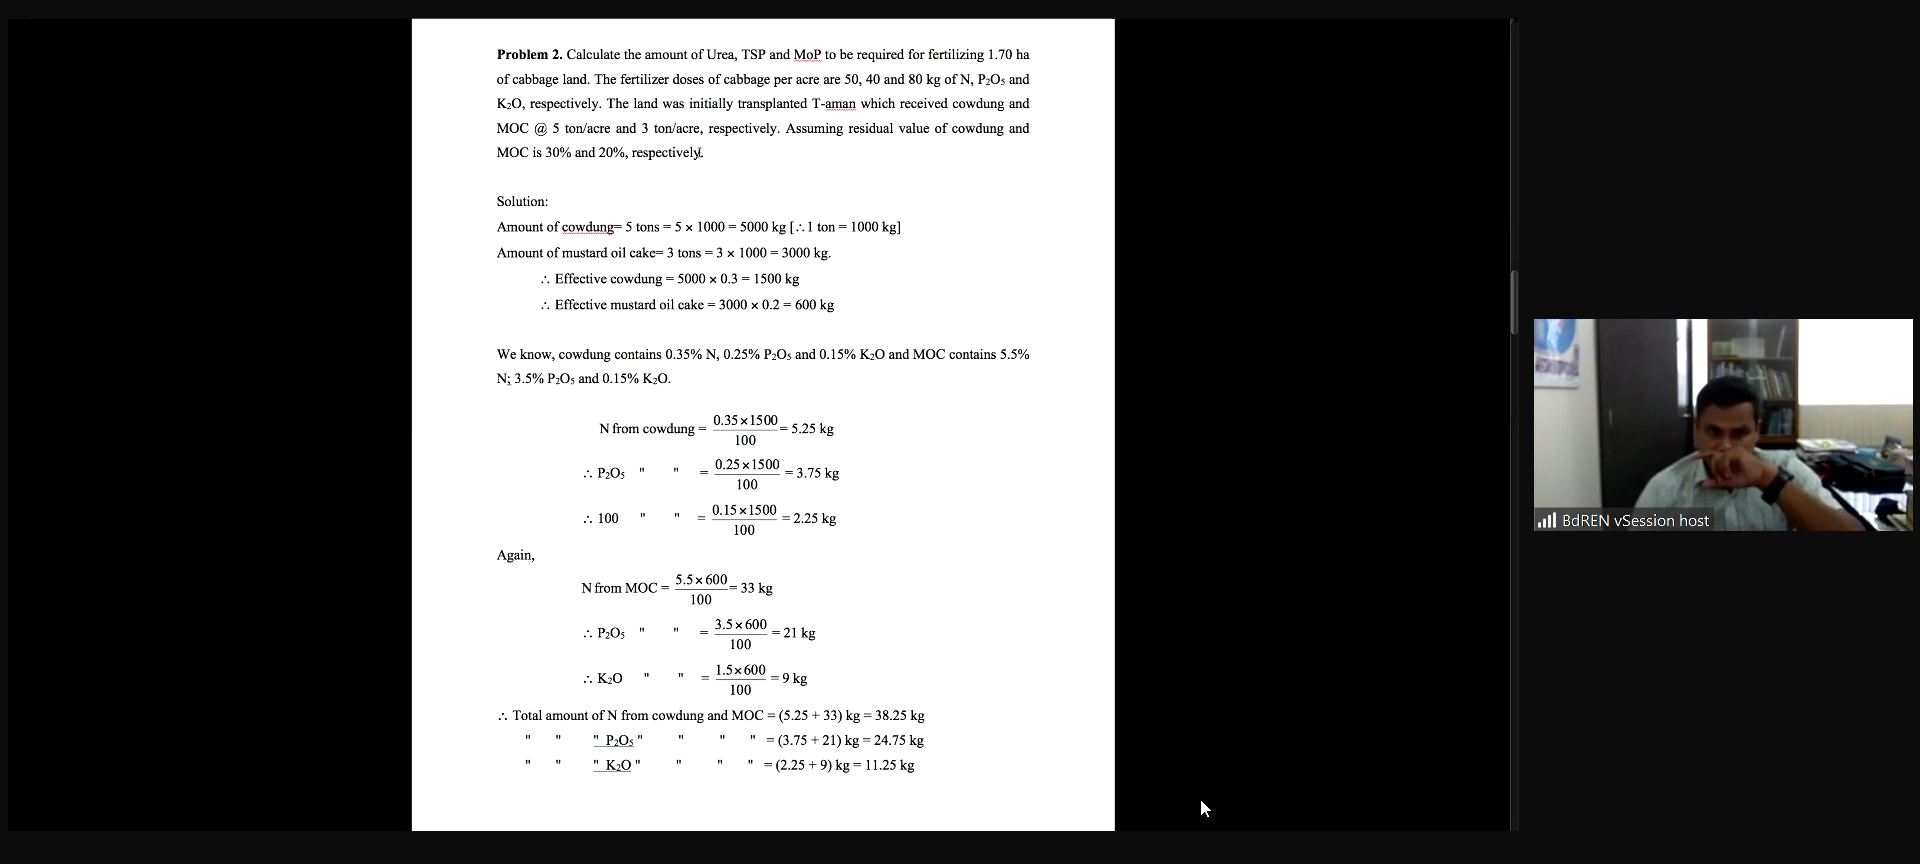 Problem 2. Calculate the amount of Urea, TSP and MoP to be required for fertilizing 1.70 ha
of cabbage land. The fertilizer doses of cabbage per acre are 50, 40 and 80 kg of N, P₂O₅ and
K₂O, respectively. The land was initially transplanted T-aman which received cowdung and
MOC @ 5 ton/acre and 3 ton/acre, respectively. Assuming residual value of cowdung and
MOC is 30% and 20%, respectively.
Solution:
Amount of cowdung= 5 tons = 5 × 1000 = 5000 kg [∴1 ton = 1000 kg]
Amount of mustard oil cake= 3 tons = 3 × 1000 = 3000 kg.
∴ Effective cowdung = 5000 × 0.3 = 1500 kg
∴ Effective mustard oil cake = 3000 × 0.2 = 600 kg
We know, cowdung contains 0.35% N, 0.25% P₂O₅ and 0.15% K₂O and MOC contains 5.5%
N; 3.5% P₂O₅ and 0.15% K₂O.
N from cowdung = 0.35×1500/100 = 5.25 kg
∴ P₂O₅ " " = 0.25×1500/100 = 3.75 kg
∴ 100 " " = 0.15×1500/100 = 2.25 kg
Again,
N from MOC = 5.5×600/100 = 33 kg
∴ P₂O₅ " " = 3.5×600/100 = 21 kg
∴ K₂O " " = 1.5×600/100 = 9 kg
∴ Total amount of N from cowdung and MOC = (5.25 + 33) kg = 38.25 kg
" " " P₂O₅ " " " " = (3.75 + 21) kg = 24.75 kg
" " " K₂O " " " " = (2.25 + 9) kg = 11.25 kg
BdREN vSession host